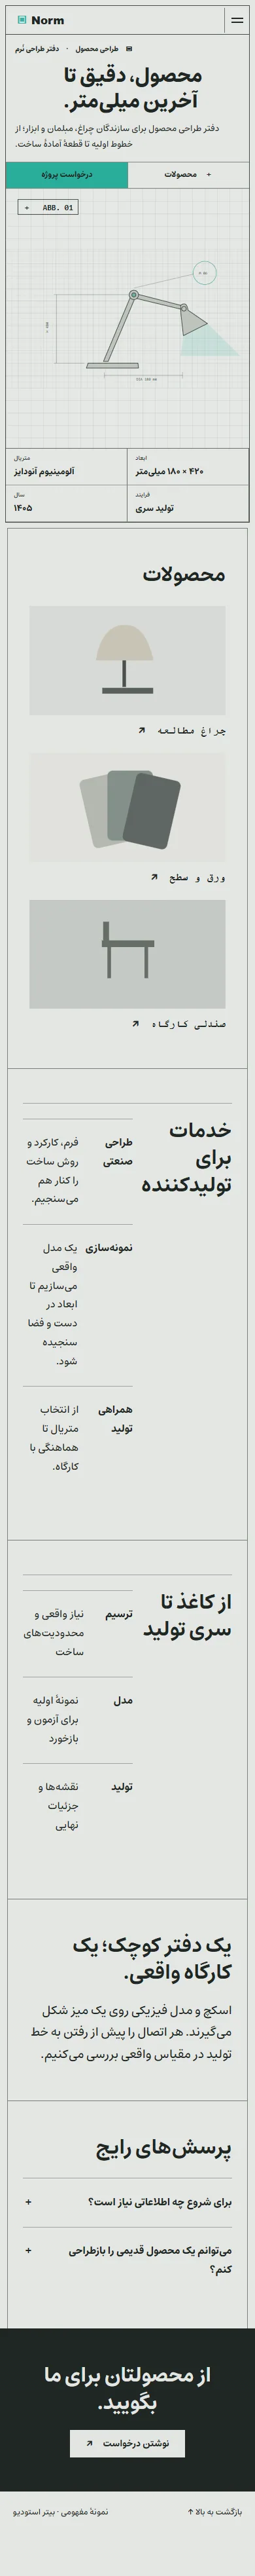 Norm
دفتر طراحی نُرم · طراحی محصول
محصول، دقیق تا
آخرین میلی‌متر.
دفتر طراحی محصول برای سازندگان چراغ، مبلمان و ابزار؛ از
خطوط اولیه تا قطعهٔ آمادهٔ ساخت.
محصولات +
درخواست پروژه
+ ABB. 01
ابعاد
۴۲۰ × ۱۸۰ میلی‌متر
متریال
آلومینیوم آنودایز
فرایند
تولید سری
سال
۱۴۰۵
محصولات
چراغ مطالعه ↗
ورق و سطح ↗
صندلی کارگاه ↗
خدمات
برای
تولیدکننده
طراحی
صنعتی
فرم، کارکرد و
روش ساخت
را کنار هم
می‌سنجیم.
نمونه‌سازی
یک مدل
واقعی
می‌سازیم تا
ابعاد در
دست و فضا
سنجیده
شود.
همراهی
تولید
از انتخاب
متریال تا
هماهنگی با
کارگاه.
از کاغذ تا
سری تولید
ترسیم
نیاز واقعی و
محدودیت‌های
ساخت
مدل
نمونهٔ اولیه
برای آزمون و
بازخورد
تولید
نقشه‌ها و
جزئیات
نهایی
یک دفتر کوچک؛ یک
کارگاه واقعی.
اسکچ و مدل فیزیکی روی یک میز شکل
می‌گیرند. هر اتصال را پیش از رفتن به خط
تولید در مقیاس واقعی بررسی می‌کنیم.
پرسش‌های رایج
برای شروع چه اطلاعاتی نیاز است؟ +
می‌توانم یک محصول قدیمی را بازطراحی +
کنم؟
از محصولتان برای ما
بگویید.
نوشتن درخواست ↗
بازگشت به بالا ↑
نمونهٔ مفهومی · بیتر استودیو